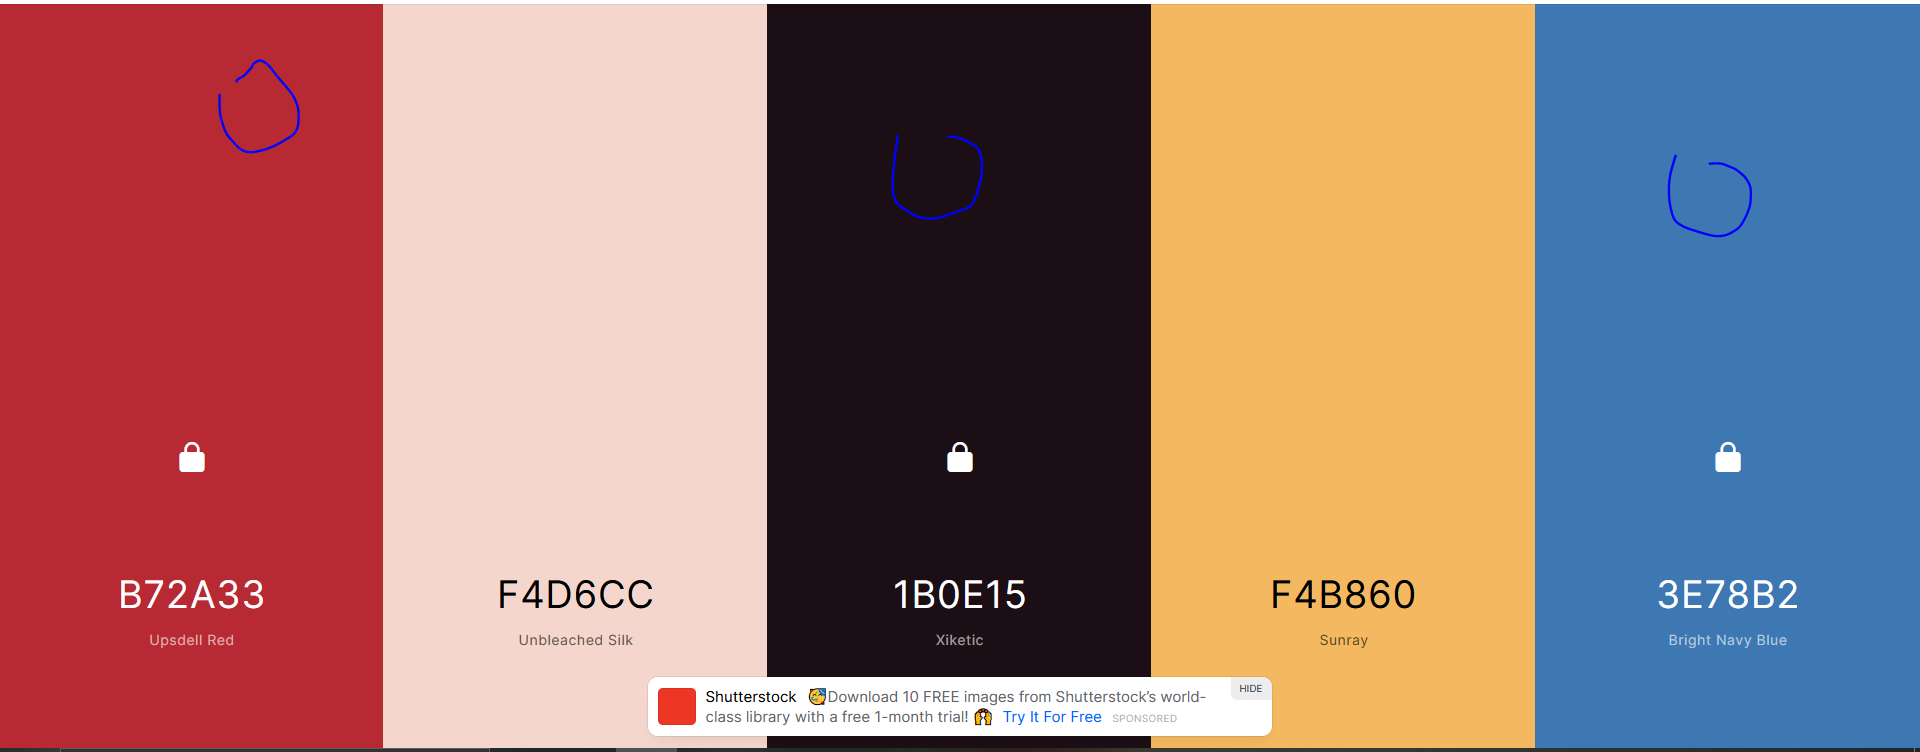 B72A33
Upsdell Red
F4D6CC
Unbleached Silk
1B0E15
Xiketic
F4B860
Sunray
3E78B2
Bright Navy Blue
HIDE
Shutterstock 🥳Download 10 FREE images from Shutterstock's world-
class library with a free 1-month trial! 🙌 Try It For Free SPONSORED